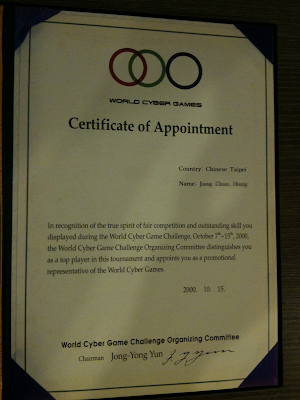 WORLD CYBER GAMES
Certificate of Appointment
Country: Chinese Taipei
Name: Jiang Chuan, Huang
In recognition of the true spirit of fair competition and outstanding skill you
displayed during the World Cyber Game Challenge, October 7th~15th, 2000,
the World Cyber Game Challenge Organizing Committee distinguishes you
as a top player in this tournament and appoints you as a promotional
representative of the World Cyber Games.
2000. 10. 15.
World Cyber Game Challenge Organizing Committee
Chairman Jong-Yong Yun